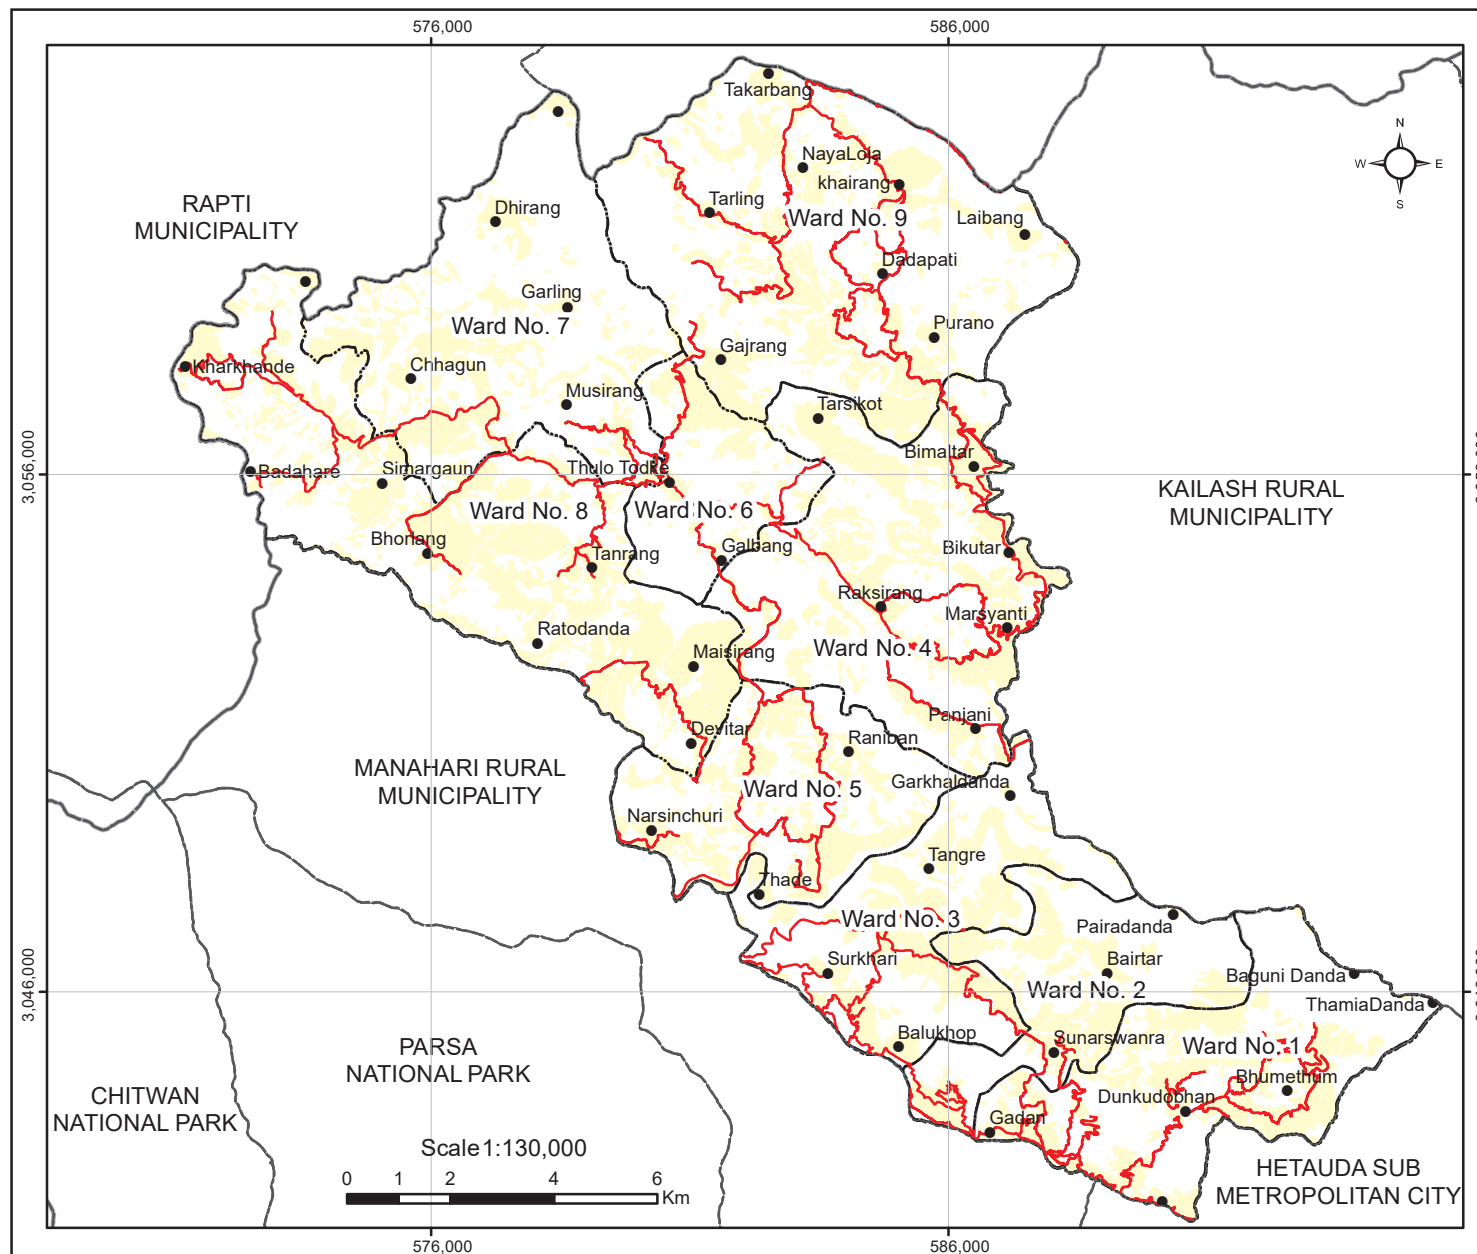 576,000
586,000
Takarbang
N
W
E
S
NayaLoja
khairang
RAPTI
MUNICIPALITY
Dhirang
Tarling
Ward No. 9
Laibang
Dadapati
Garling
Ward No. 7
Purano
Gajrang
Kharkhande
Chhagun
Musirang
Tarsikot
Bimaltar
3,056,000
Badahare
Simargaun
Thulo Todke
KAILASH RURAL
MUNICIPALITY
Ward No. 8
Ward No. 6
Bhorlang
Tanrang
Galbang
Bikutar
Raksirang
Marsyanti
Ratodanda
Maisirang
Ward No. 4
Devitar
Panjani
Raniban
MANAHARI RURAL
MUNICIPALITY
Ward No. 5
Garkhaldanda
Narsinchuri
Tangre
Thade
Ward No. 3
Pairadanda
Surkhari
Bairtar
Baguni Danda
Ward No. 2
ThamiaDanda
3,046,000
Balukhop
Sunarswanra
Ward No. 1
PARSA
NATIONAL PARK
Bhumethum
CHITWAN
NATIONAL PARK
Dunkudobhan
Gadan
Scale 1:130,000
0 1 2 4 6
Km
HETAUDA SUB
METROPOLITAN CITY
576,000
586,000